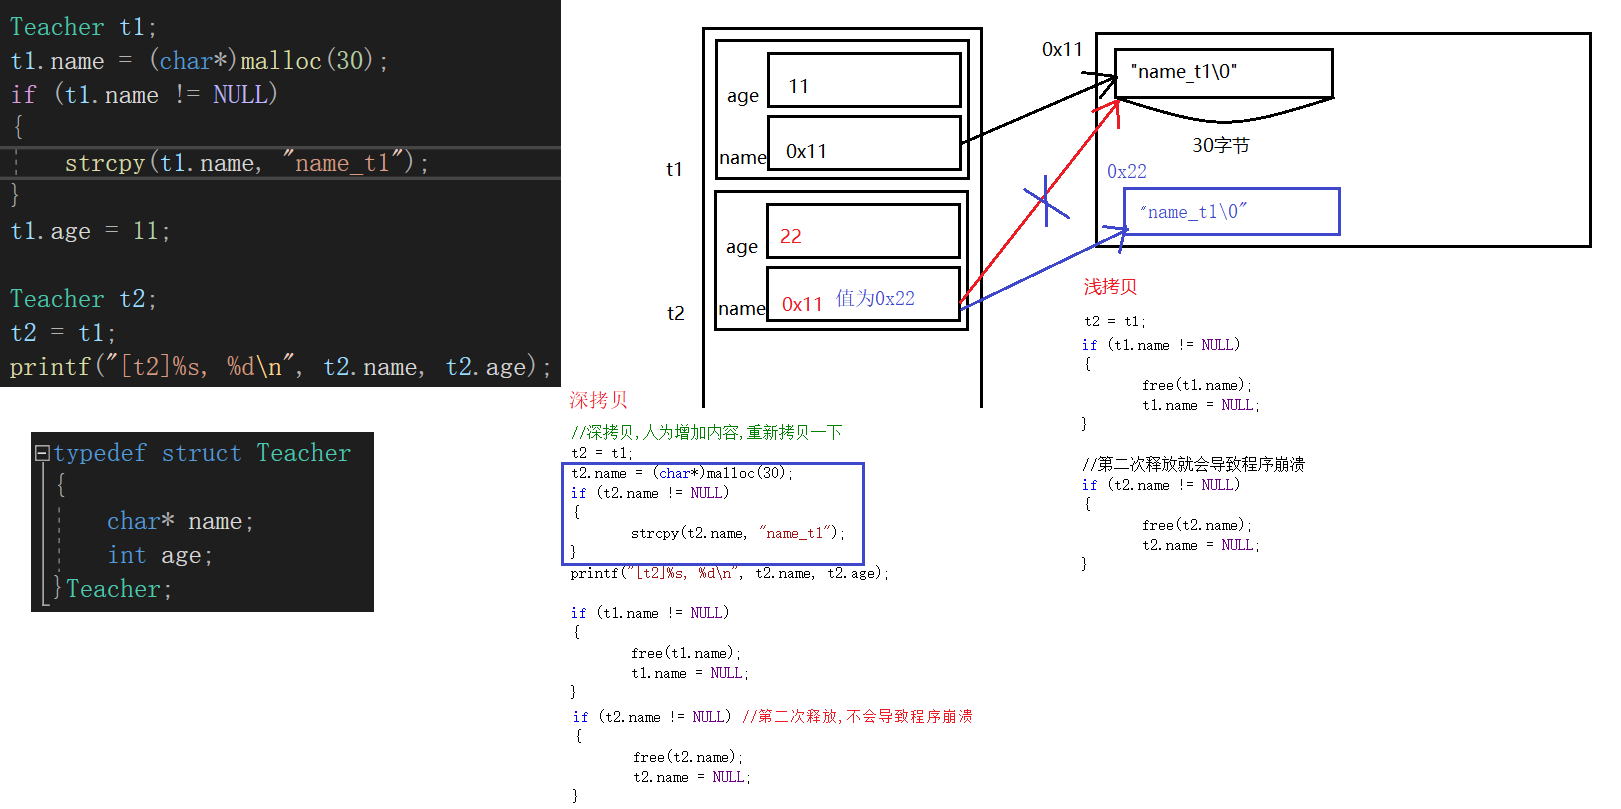 Teacher t1;
t1.name = (char*)malloc(30);
if (t1.name != NULL)
{
strcpy(t1.name, "name_t1");
}
t1.age = 11;
Teacher t2;
t2 = t1;
printf("[t2]%s, %d\n", t2.name, t2.age);
typedef struct Teacher
{
char* name;
int age;
}Teacher;
t1
age
11
name
0x11
t2
age
22
name
0x11 值为0x22
0x11
"name_t1\0"
30字节
0x22
"name_t1\0"
深拷贝
//深拷贝,人为增加内容,重新拷贝一下
t2 = t1;
t2.name = (char*)malloc(30);
if (t2.name != NULL)
{
strcpy(t2.name, "name_t1");
}
printf("[t2]%s, %d\n", t2.name, t2.age);
if (t1.name != NULL)
{
free(t1.name);
t1.name = NULL;
}
if (t2.name != NULL) //第二次释放,不会导致程序崩溃
{
free(t2.name);
t2.name = NULL;
}
浅拷贝
t2 = t1;
if (t1.name != NULL)
{
free(t1.name);
t1.name = NULL;
}
//第二次释放就会导致程序崩溃
if (t2.name != NULL)
{
free(t2.name);
t2.name = NULL;
}